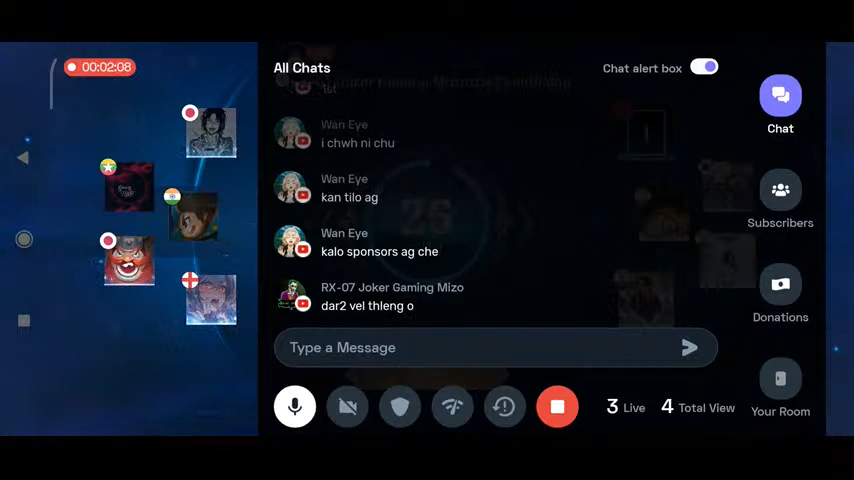 00:02:08
All Chats
Chat alert box
1st
Wan Eye
i chwh ni chu
Wan Eye
kan tilo ag
Wan Eye
kalo sponsors ag che
RX-07 Joker Gaming Mizo
dar2 vel thleng o
Type a Message
3 Live 4 Total View
Chat
Subscribers
Donations
Your Room
25